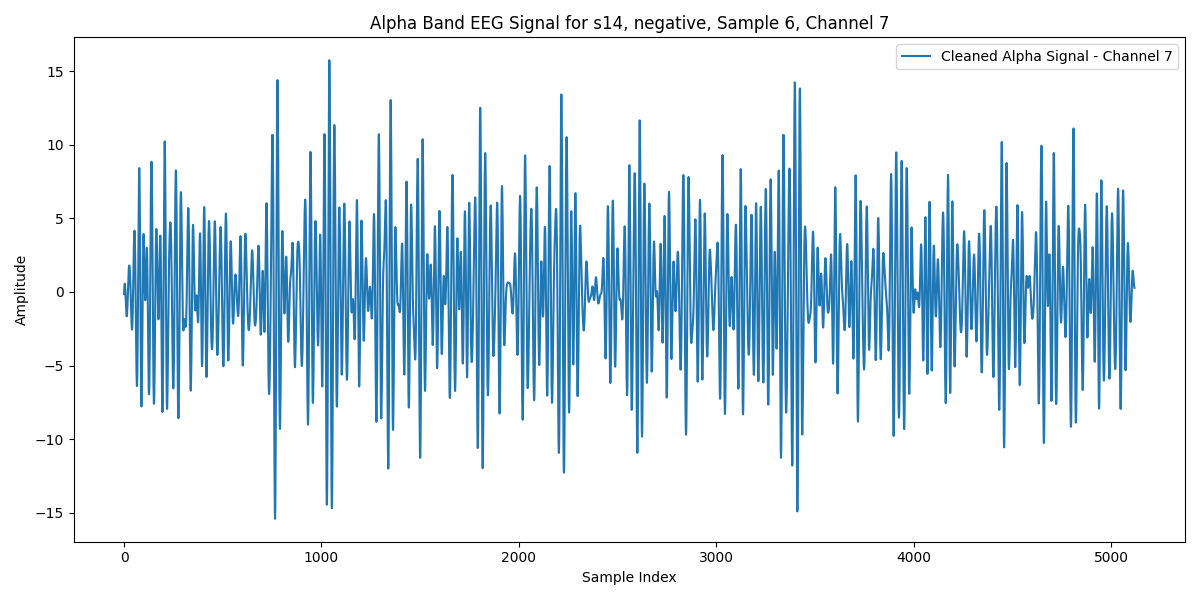 Alpha Band EEG Signal for s14, negative, Sample 6, Channel 7
Cleaned Alpha Signal - Channel 7
Amplitude
15
10
5
0
−5
−10
−15
0 1000 2000 3000 4000 5000
Sample Index